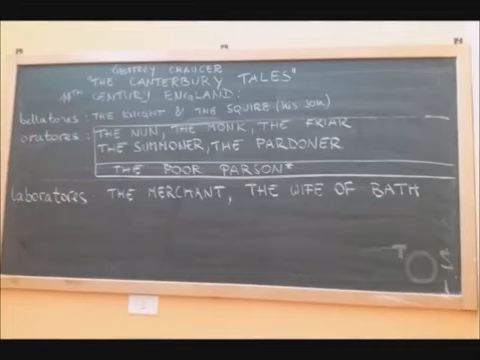 GEOFFREY CHAUCER
"THE CANTERBURY TALES"
14TH CENTURY ENGLAND:
bellatores: THE KNIGHT & THE SQUIRE (his son)
oratores: THE NUN, THE MONK, THE FRIAR
THE SUMMONER, THE PARDONER
THE POOR PARSON*
laboratores: THE MERCHANT, THE WIFE OF BATH